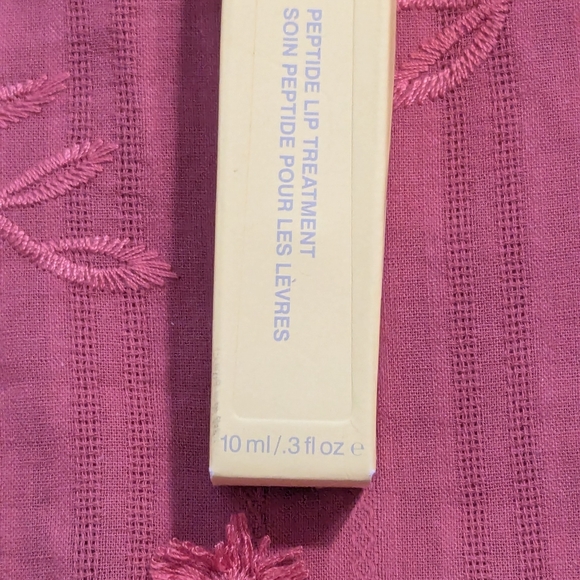 PEPTIDE LIP TREATMENT
SOIN PEPTIDE POUR LES LÈVRES
10 ml/.3 fl oz ℮